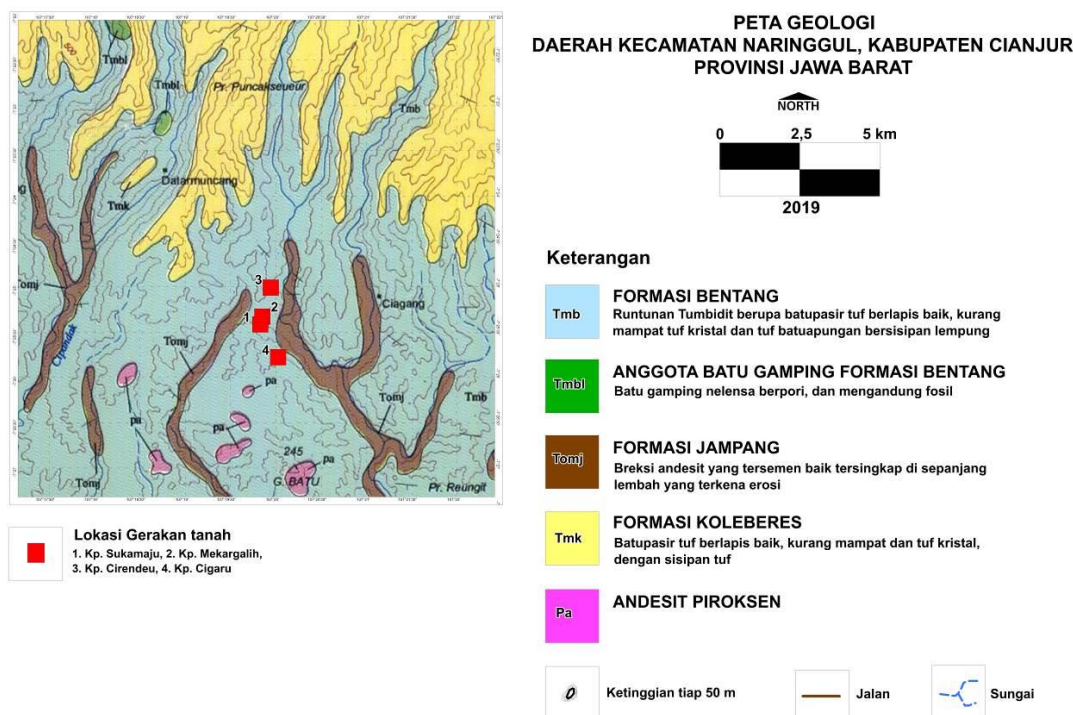 PETA GEOLOGI
DAERAH KECAMATAN NARINGGUL, KABUPATEN CIANJUR
PROVINSI JAWA BARAT
NORTH
0 2,5 5 km
2019
500
Tmbl
Tmbl
Pr. Puncakseueur
Tmb
Datarmuncang
Tmk
Tomj
Cipandak
3
2
1
4
Ciagang
Tomj
pa
pa
pa
Tomj
Tmb
Tomj
245
pa
G. BATU
Pr. Reungit
Lokasi Gerakan tanah
1. Kp. Sukamaju, 2. Kp. Mekargalih,
3. Kp. Cirendeu, 4. Kp. Cigaru
Keterangan
Tmb
FORMASI BENTANG
Runtunan Tumbidit berupa batupasir tuf berlapis baik, kurang
mampat tuf kristal dan tuf batuapungan bersisipan lempung
Tmbl
ANGGOTA BATU GAMPING FORMASI BENTANG
Batu gamping nelensa berpori, dan mengandung fosil
Tomj
FORMASI JAMPANG
Breksi andesit yang tersemen baik tersingkap di sepanjang
lembah yang terkena erosi
Tmk
FORMASI KOLEBERES
Batupasir tuf berlapis baik, kurang mampat dan tuf kristal,
dengan sisipan tuf
Pa
ANDESIT PIROKSEN
Ketinggian tiap 50 m
Jalan
Sungai